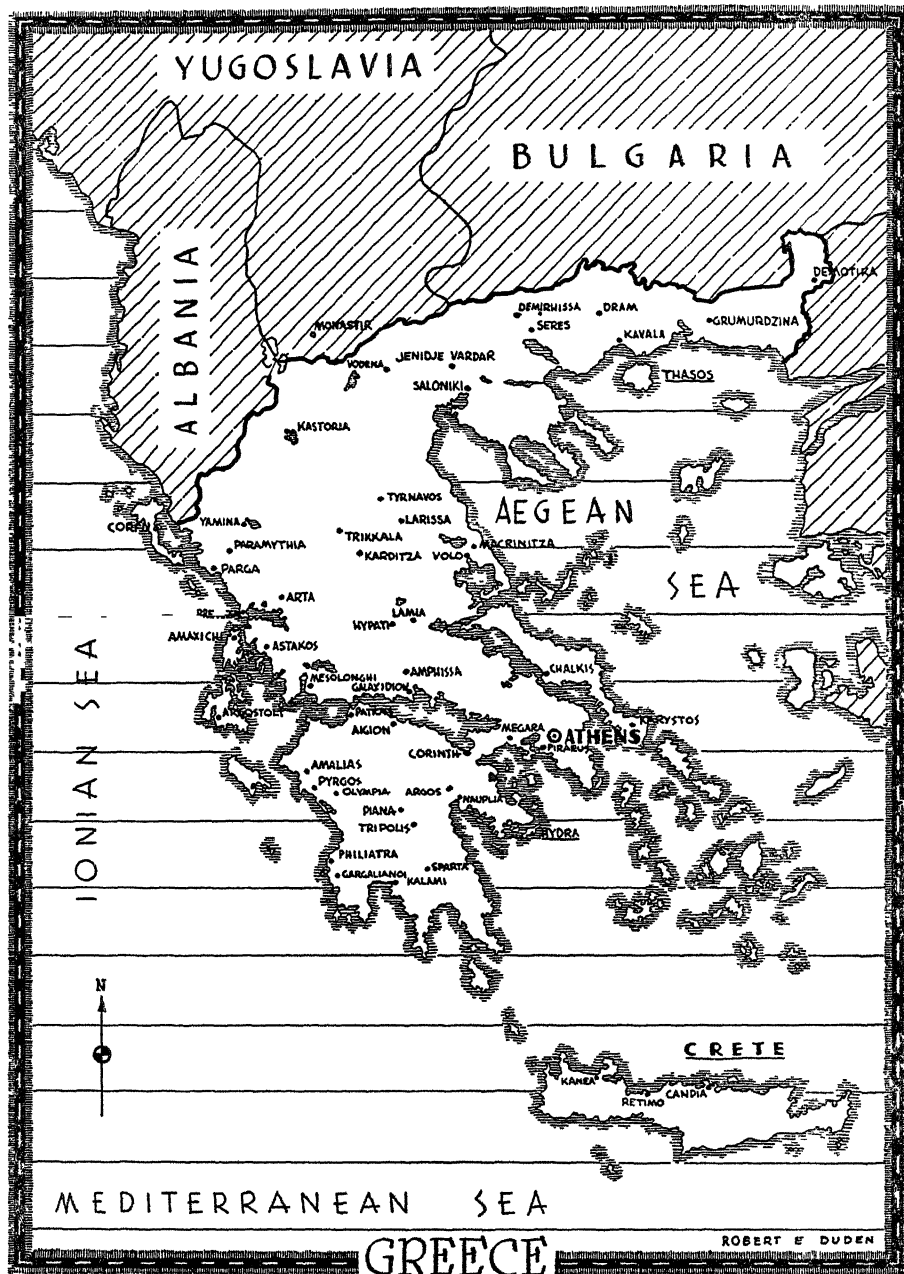 YUGOSLAVIA
BULGARIA
ALBANIA
DEMOTIKA
DEMIRHISSA
DRAM
SERES
GRUMURDZINA
MONASTIR
KAVALA
VODENA
JENIDJE VARDAR
THASOS
SALONIKI
KASTORIA
TYRNAVOS
AEGEAN
SEA
LARISSA
YAMINA
TRIKKALA
MACRINITZA
PARAMYTHIA
KARDITZA
VOLO
PARGA
ARTA
LAMIA
HYPATI
AMAXICHI
ASTAKOS
IONIAN SEA
AMPHISSA
CHALKIS
MESOLONGHI
GALAXIDION
ARGOSTOLI
PATRAS
AIGION
MEGARA
KARYSTOS
ATHENS
PIRAEUS
CORINTH
AMALIAS
PYRGOS
OLYMPIA
ARGOS
NAUPLIA
PIANA
TRIPOLIS
HYDRA
PHILIATRA
SPARTA
GARGALIANOI
KALAMI
N
CRETE
KANEA
RETIMO
CANDIA
MEDITERRANEAN SEA
GREECE
ROBERT E DUDEN